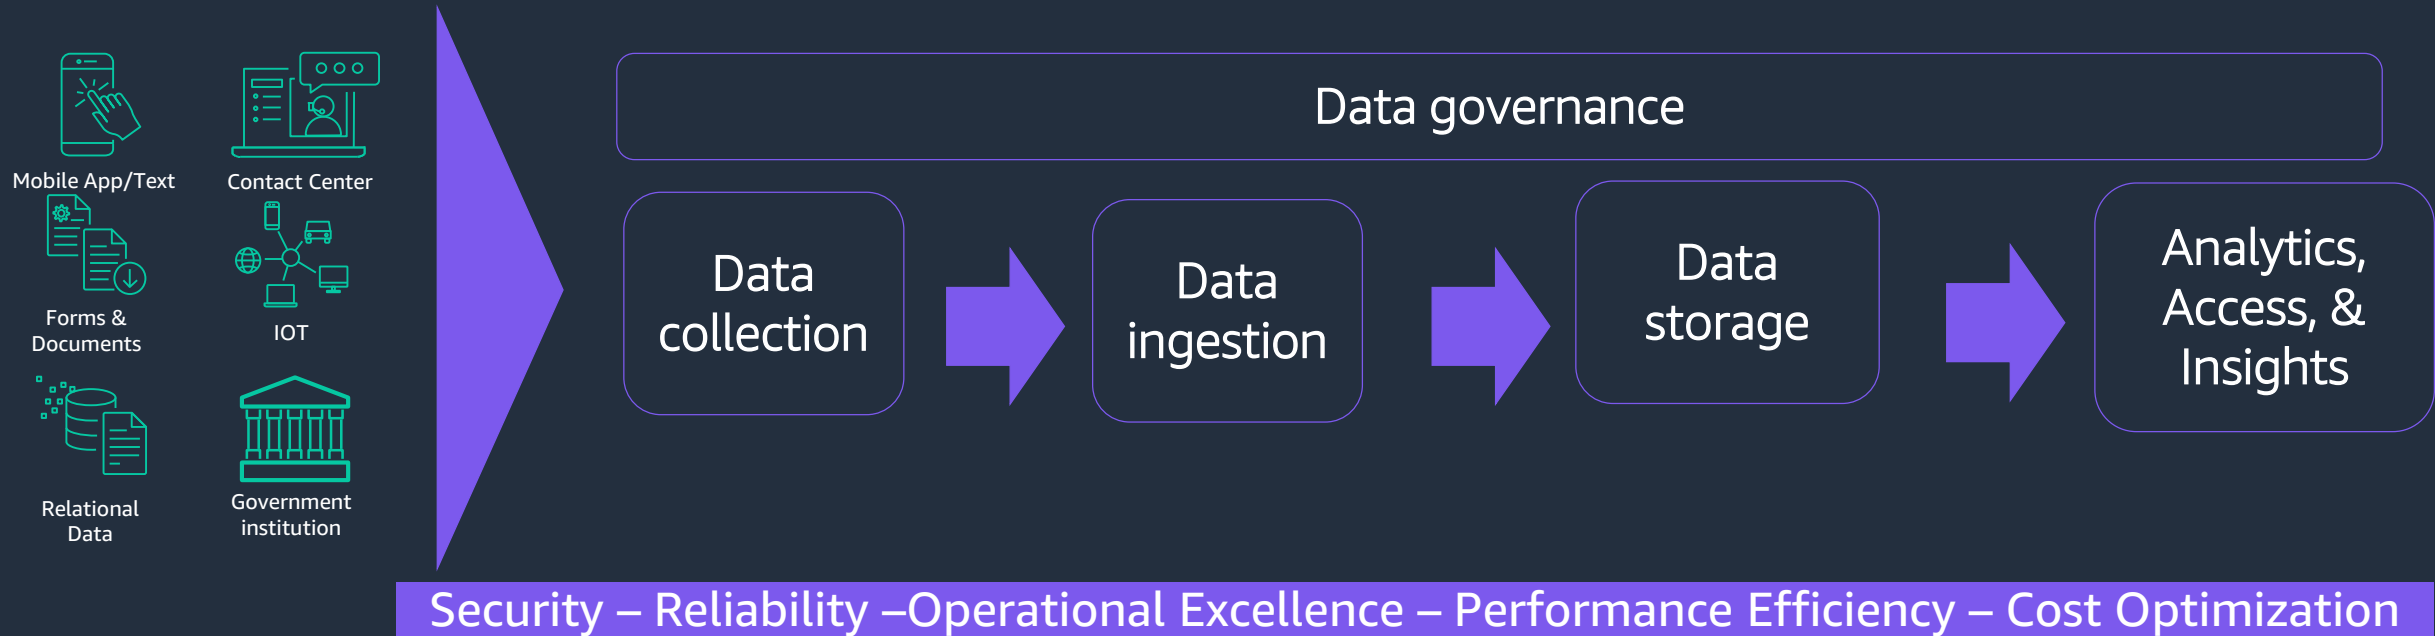 Mobile App/Text
Contact Center
Forms &
Documents
IOT
Relational
Data
Government
institution
Data governance
Data
collection
Data
ingestion
Data
storage
Analytics,
Access, &
Insights
Security – Reliability –Operational Excellence – Performance Efficiency – Cost Optimization